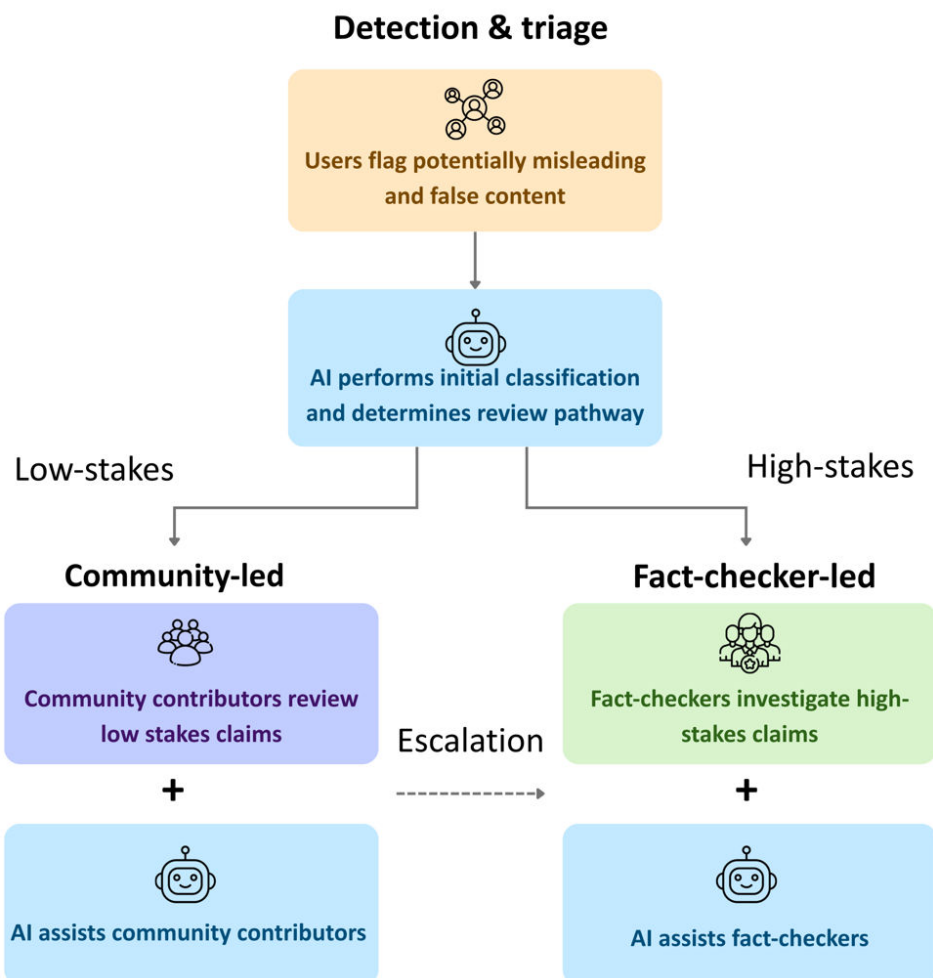 Detection & triage
Users flag potentially misleading
and false content
AI performs initial classification
and determines review pathway
Low-stakes
High-stakes
Community-led
Fact-checker-led
Community contributors review
low stakes claims
Fact-checkers investigate high-
stakes claims
Escalation
+
+
AI assists community contributors
AI assists fact-checkers